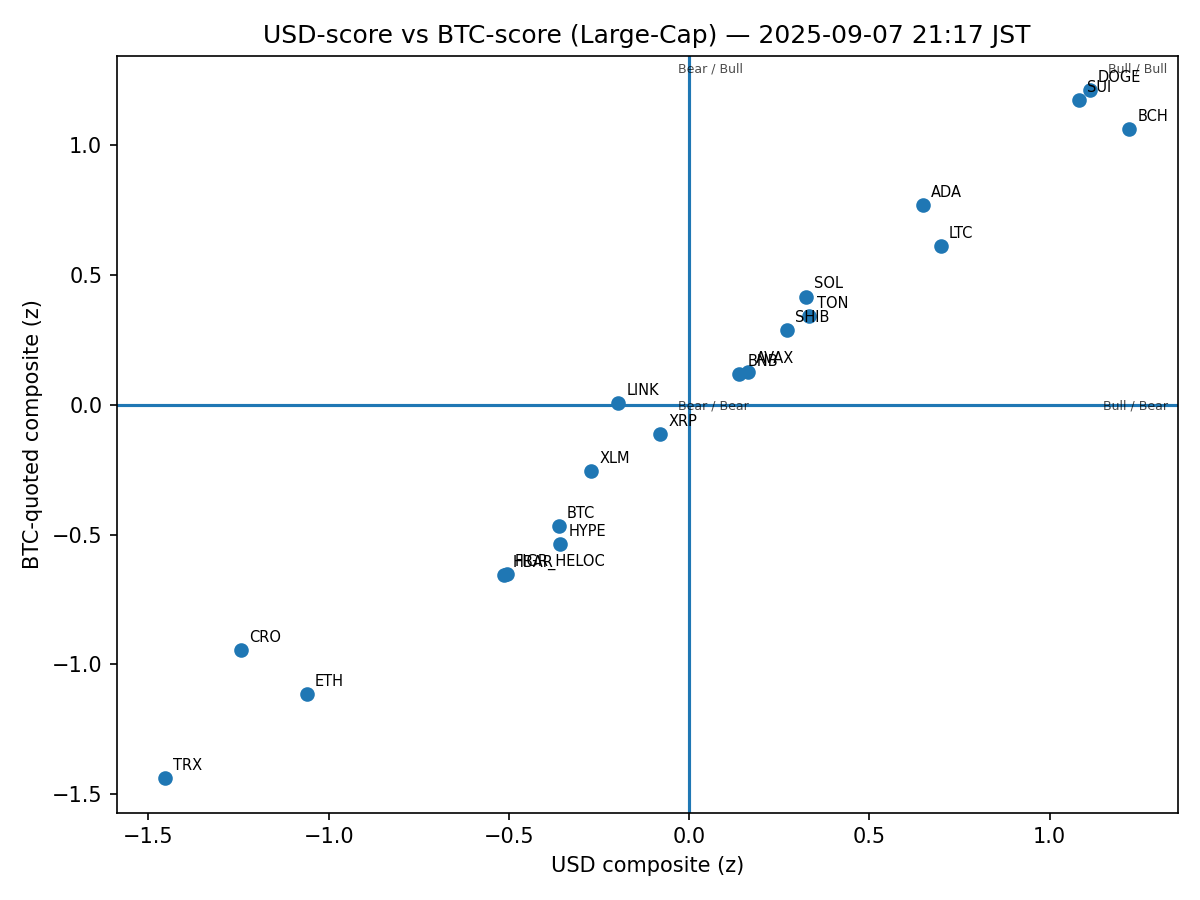 USD-score vs BTC-score (Large-Cap) — 2025-09-07 21:17 JST
Bear / Bull
Bull / Bull
DOGE
SUI
BCH
1.0
ADA
LTC
0.5
SOL
TON
SHIB
AVAX
BNB
LINK
0.0
Bear / Bear
Bull / Bear
XRP
XLM
BTC
−0.5
HYPE
HBAR
FIGR_HELOC
CRO
−1.0
ETH
TRX
−1.5
BTC-quoted composite (z)
−1.5
−1.0
−0.5
0.0
0.5
1.0
USD composite (z)